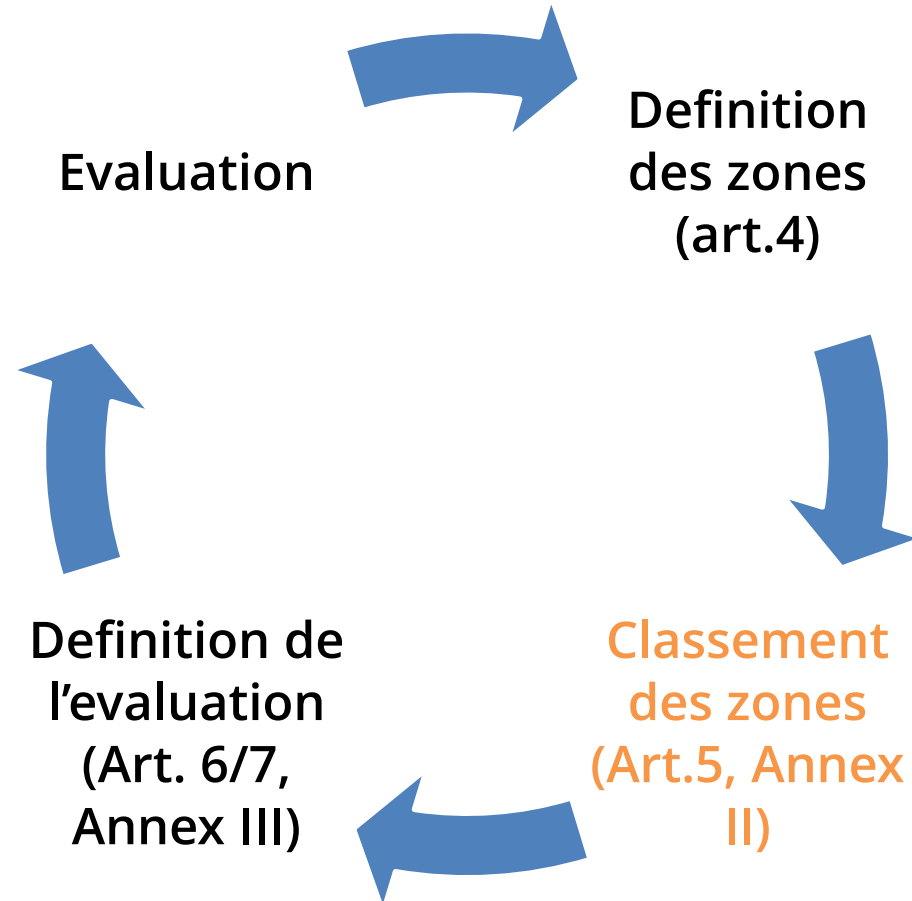 Evaluation
Definition
des zones
(art.4)
Classement
des zones
(Art.5, Annex
II)
Definition de
l’evaluation
(Art. 6/7,
Annex III)